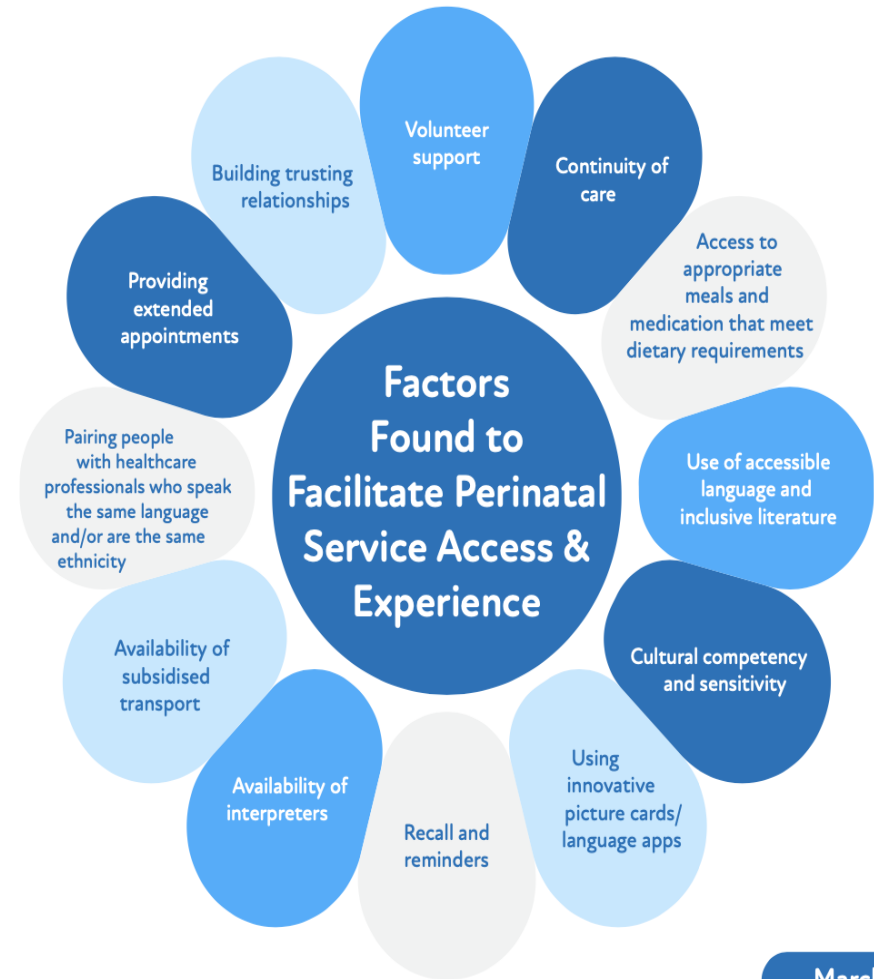 Factors
Found to
Facilitate Perinatal
Service Access &
Experience
Volunteer
support
Continuity of
care
Access to
appropriate
meals and
medication that meet
dietary requirements
Use of accessible
language and
inclusive literature
Cultural competency
and sensitivity
Using
innovative
picture cards/
language apps
Recall and
reminders
Availability of
interpreters
Availability of
subsidised
transport
Pairing people
with healthcare
professionals who speak
the same language
and/or are the same
ethnicity
Providing
extended
appointments
Building trusting
relationships